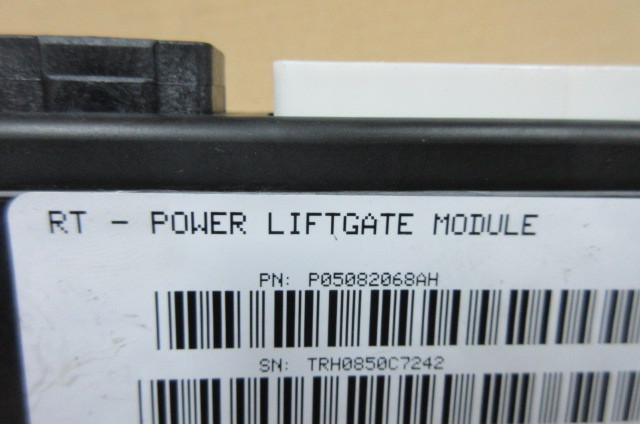 RT - POWER LIFTGATE MODULE
PN: P05082068AH
SN: TRH0850C7242